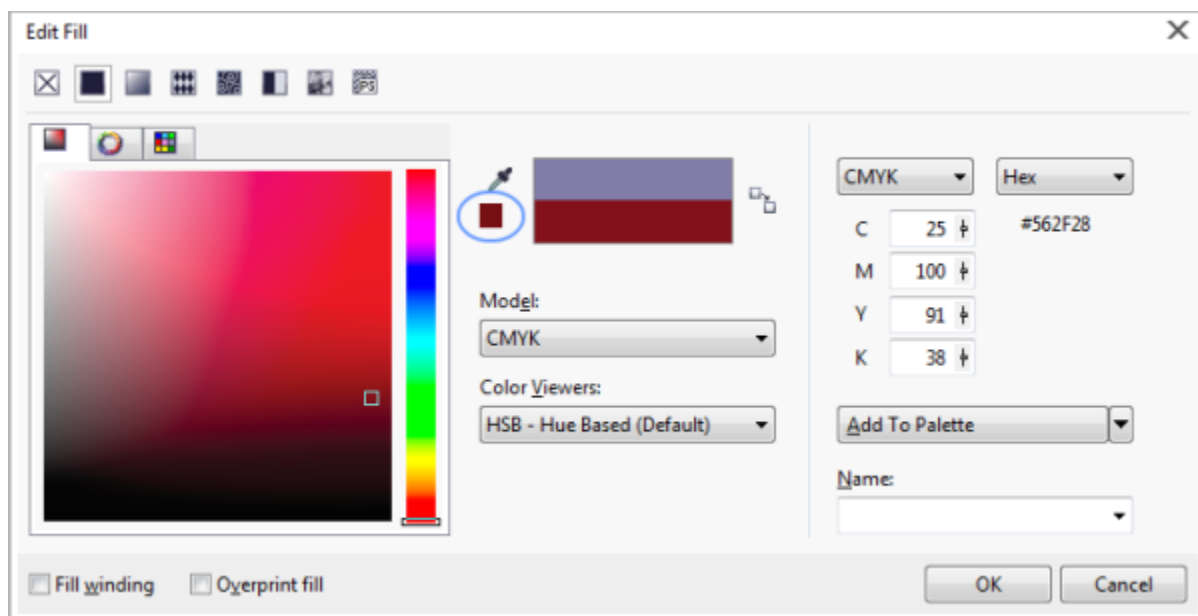 Edit Fill
PS
CMYK
Hex
C 25
#562F28
M 100
Y 91
K 38
Model:
CMYK
Color Viewers:
HSB - Hue Based (Default)
Add To Palette
Name:
Fill winding
Overprint fill
OK
Cancel